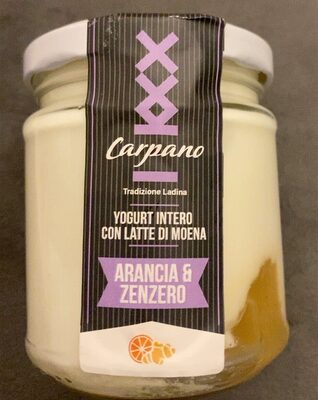 Carpano
Tradizione Ladina
YOGURT INTERO
CON LATTE DI MOENA
ARANCIA &
ZENZERO